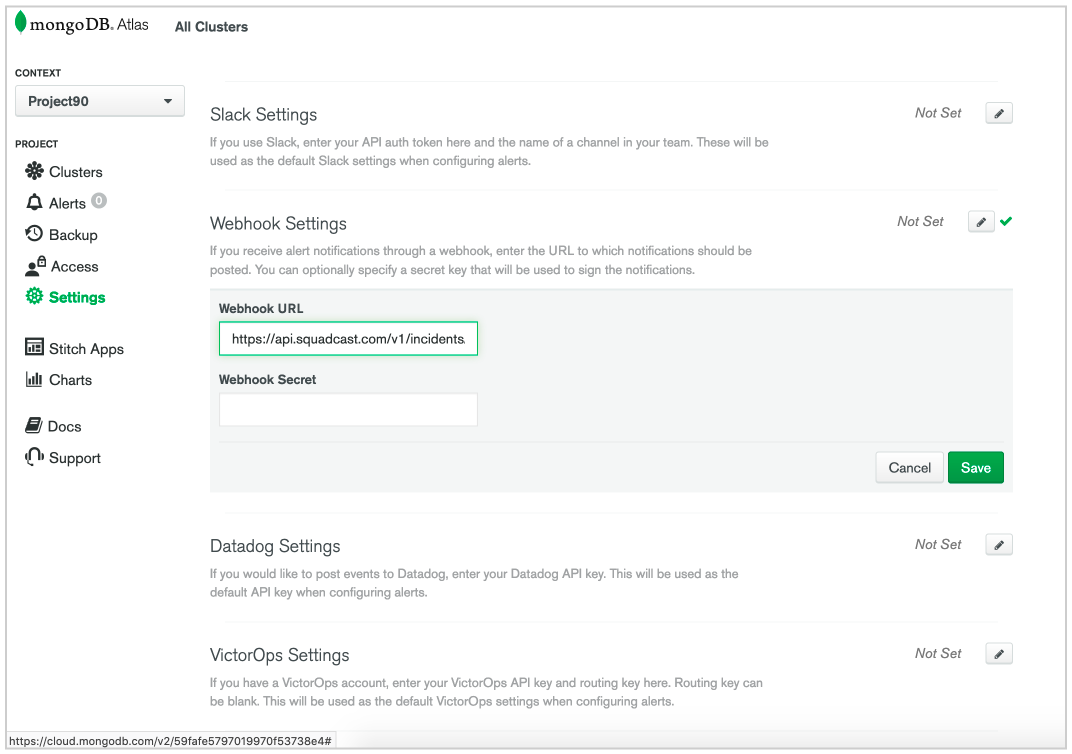 mongoDB. Atlas
All Clusters
CONTEXT
Project90
PROJECT
Clusters
Alerts 0
Backup
Access
Settings
Stitch Apps
Charts
Docs
Support
Slack Settings
Not Set
If you use Slack, enter your API auth token here and the name of a channel in your team. These will be
used as the default Slack settings when configuring alerts.
Webhook Settings
Not Set
If you receive alert notifications through a webhook, enter the URL to which notifications should be
posted. You can optionally specify a secret key that will be used to sign the notifications.
Webhook URL
https://api.squadcast.com/v1/incidents
Webhook Secret
Cancel
Save
Datadog Settings
Not Set
If you would like to post events to Datadog, enter your Datadog API key. This will be used as the
default API key when configuring alerts.
VictorOps Settings
Not Set
If you have a VictorOps account, enter your VictorOps API key and routing key here. Routing key can
be blank. This will be used as the default VictorOps settings when configuring alerts.
https://cloud.mongodb.com/v2/59fafe5797019970f53738e4#